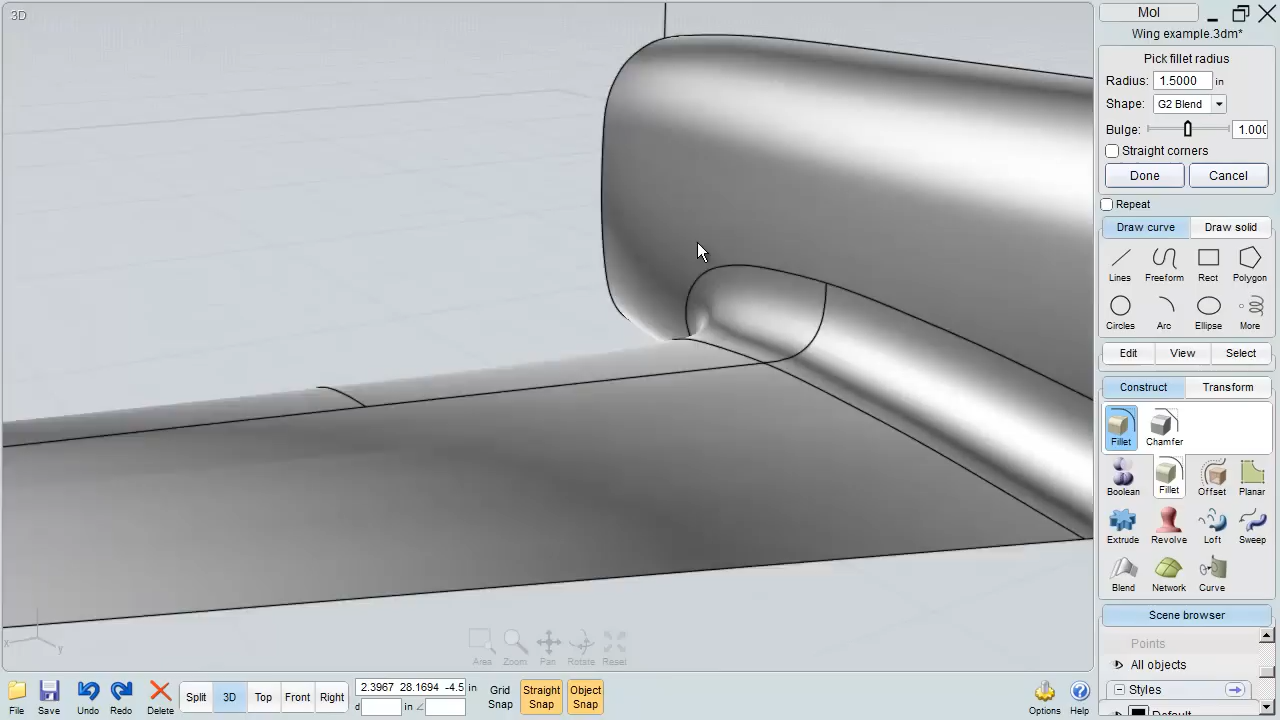 3D
MoI
Wing example.3dm*
Pick fillet radius
Radius: 1.5000 in
Shape: G2 Blend
Bulge: 1.000
Straight corners
Done Cancel
Repeat
Draw curve Draw solid
Lines Freeform Rect Polygon
Circles Arc Ellipse More
Edit View Select
Construct Transform
Fillet Chamfer
Boolean Fillet Offset Planar
Extrude Revolve Loft Sweep
Blend Network Curve
Scene browser
Points
All objects
Styles
Default
x y
Area Zoom Pan Rotate Reset
File Save Undo Redo Delete
Split 3D Top Front Right
2.3967 28.1694 -4.5 in
d in ∠
Grid Snap
Straight Snap
Object Snap
Options Help